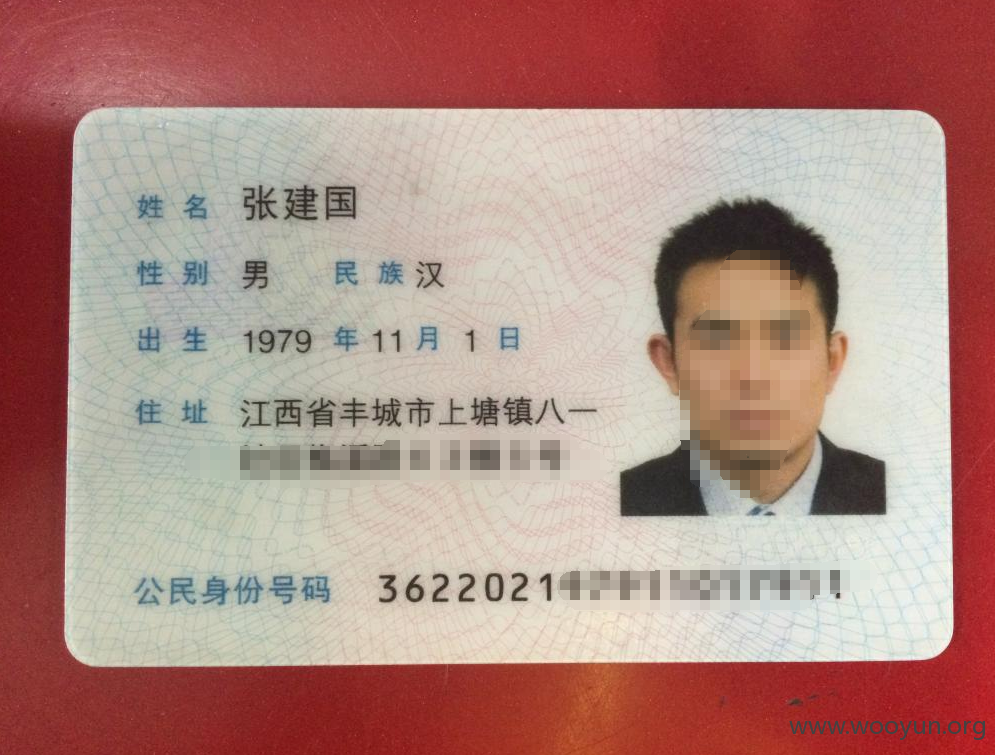 姓名 张建国
性别 男 民族 汉
出生 1979 年 11 月 1 日
住址 江西省丰城市上塘镇八一
公民身份号码 3622021
www.wooyun.org